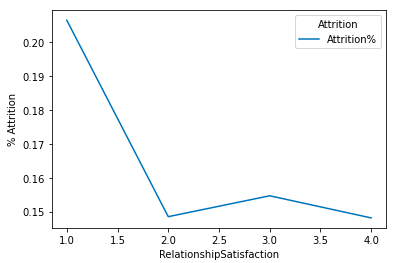 Attrition
Attrition%
% Attrition
0.20
0.19
0.18
0.17
0.16
0.15
1.0 1.5 2.0 2.5 3.0 3.5 4.0
RelationshipSatisfaction